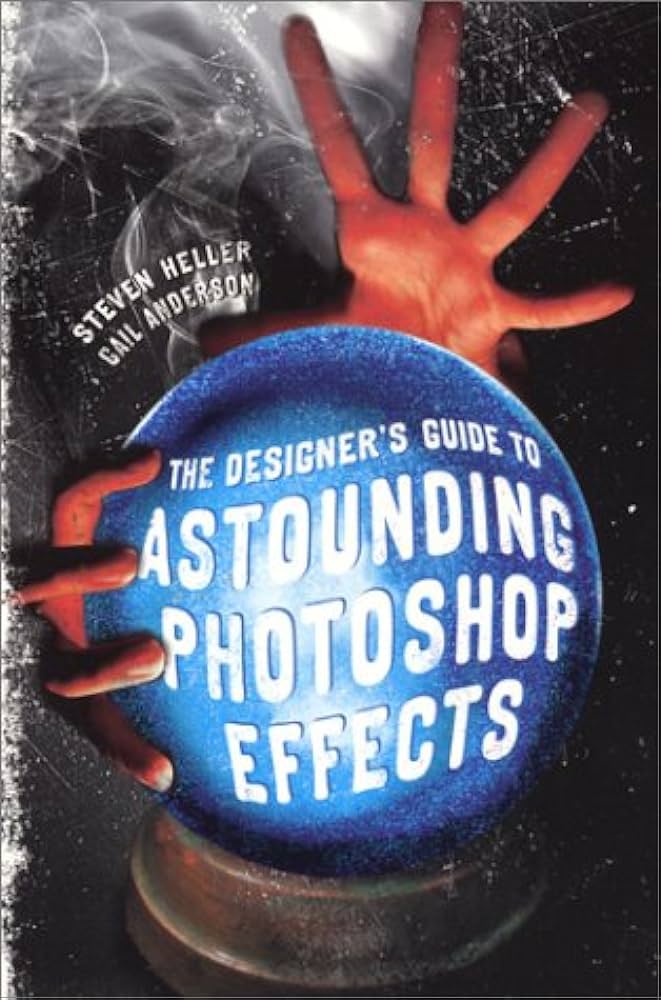 STEVEN HELLER
GAIL ANDERSON
THE DESIGNER'S GUIDE TO
ASTOUNDING
PHOTOSHOP
EFFECTS